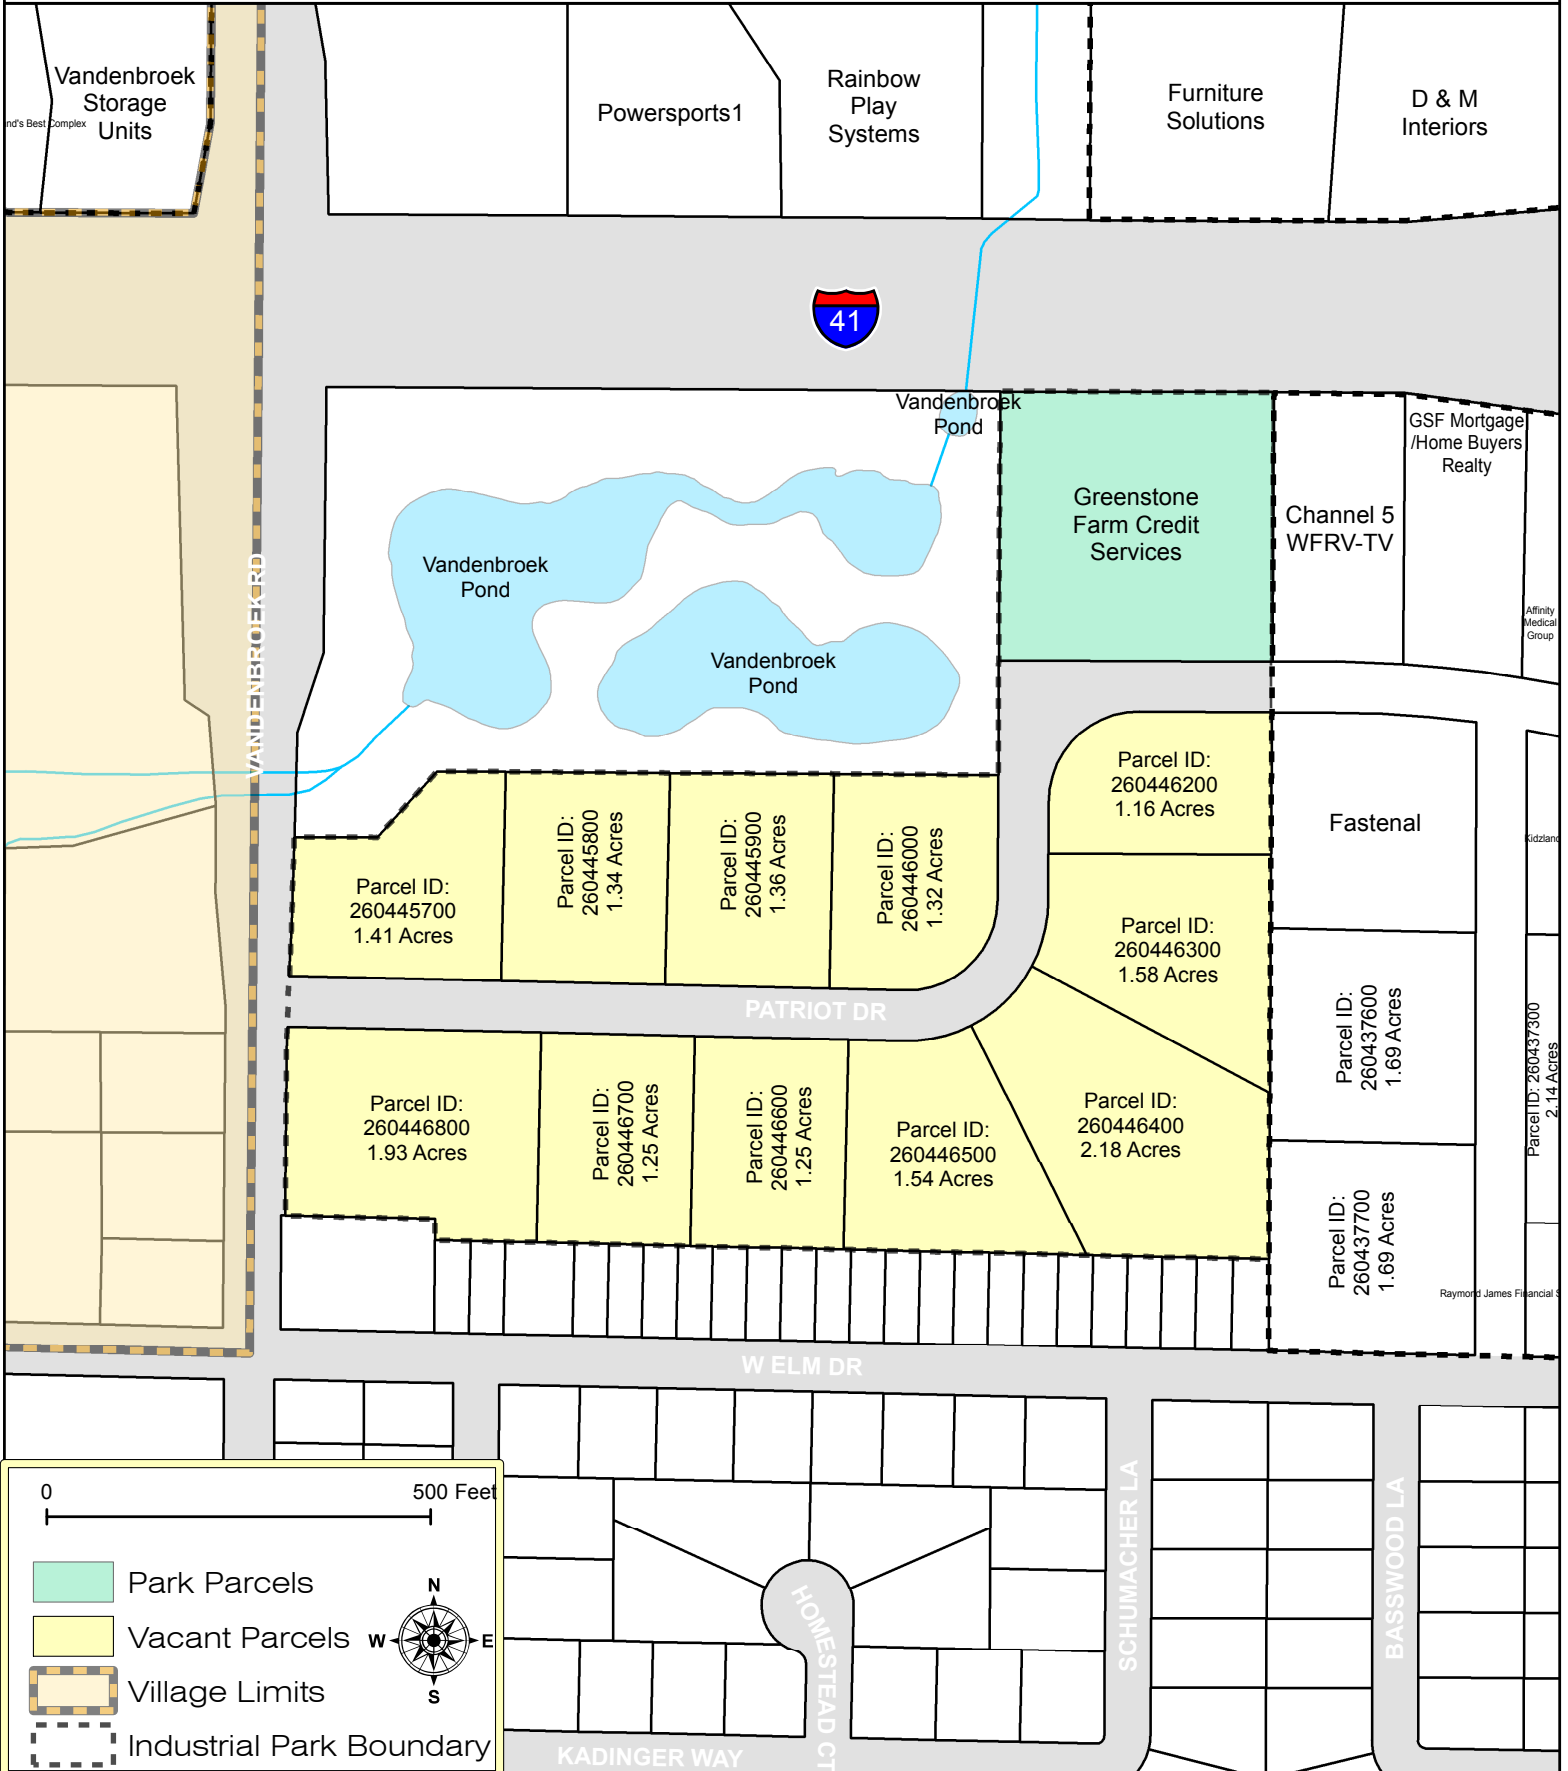 Vandenbroek
Storage
Units
nd's Best Complex
Powersports1
Rainbow
Play
Systems
Furniture
Solutions
D & M
Interiors
41
Vandenbroek
Pond
Greenstone
Farm Credit
Services
Channel 5
WFRV-TV
GSF Mortgage
/Home Buyers
Realty
Affinity
Medical
Group
Vandenbroek
Pond
Vandenbroek
Pond
VANDENBROEK RD
Parcel ID:
260446200
1.16 Acres
Fastenal
Kidzland
Parcel ID:
260445700
1.41 Acres
Parcel ID:
260445800
1.34 Acres
Parcel ID:
260445900
1.36 Acres
Parcel ID:
260446000
1.32 Acres
Parcel ID:
260446300
1.58 Acres
PATRIOT DR
Parcel ID:
260437600
1.69 Acres
Parcel ID: 260437300
2.14 Acres
Parcel ID:
260446800
1.93 Acres
Parcel ID:
260446700
1.25 Acres
Parcel ID:
260446600
1.25 Acres
Parcel ID:
260446500
1.54 Acres
Parcel ID:
260446400
2.18 Acres
Parcel ID:
260437700
1.69 Acres
Raymond James Financial S
W ELM DR
SCHUMACHER LA
BASSWOOD LA
HOMESTEAD CT
KADINGER WAY
0 500 Feet
Park Parcels
Vacant Parcels
Village Limits
Industrial Park Boundary
N
W E
S